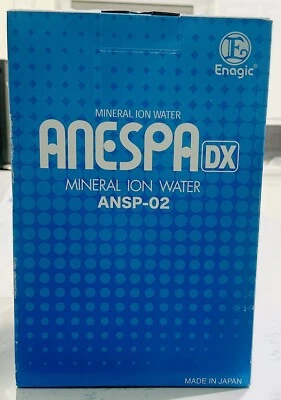 E
Enagic®
MINERAL ION WATER
ANESPA DX
MINERAL ION WATER
ANSP-02
MADE IN JAPAN